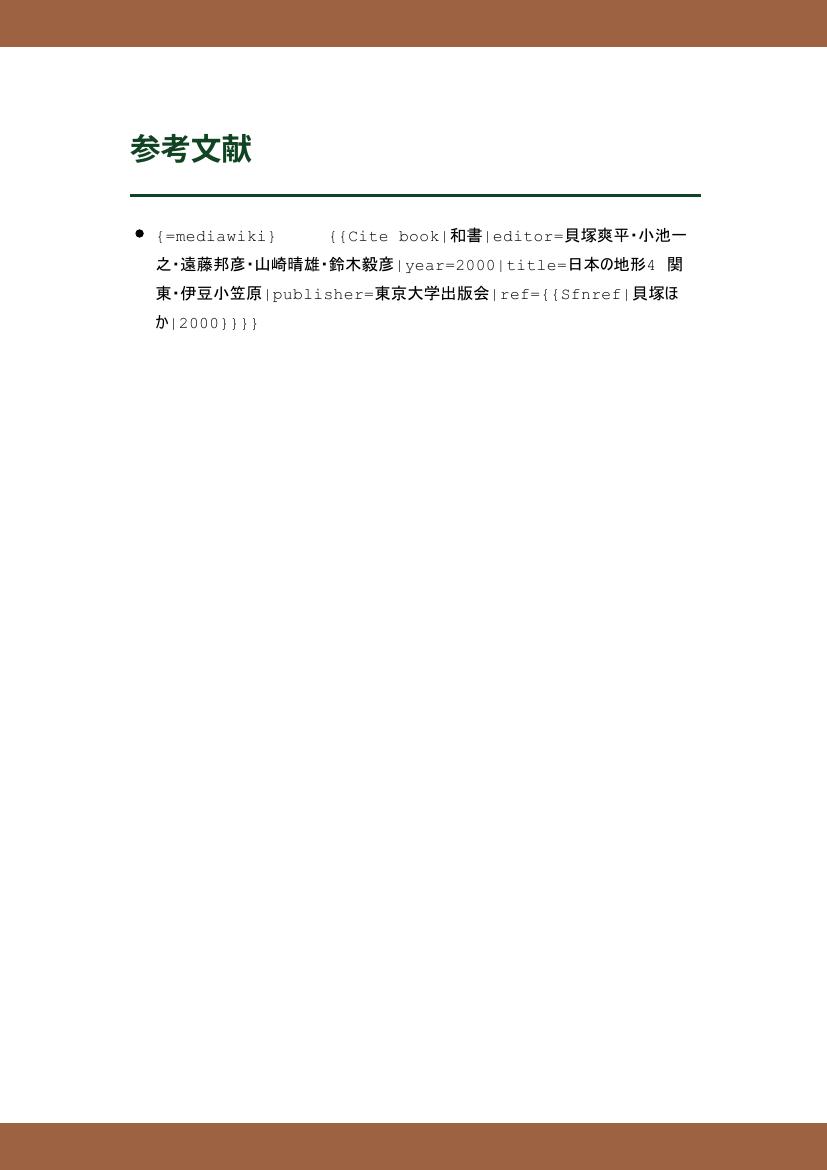 参考文献
{=mediawiki} {{Cite book|和書|editor=貝塚爽平・小池一
之・遠藤邦彦・山崎晴雄・鈴木毅彦|year=2000|title=日本の地形4 関
東・伊豆小笠原|publisher=東京大学出版会|ref={{Sfnref|貝塚ほ
か|2000}}}}